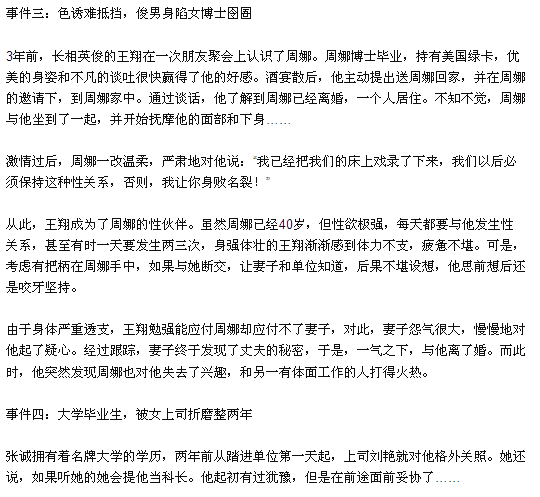 事件三：色诱难抵挡，俊男身陷女博士囹圄
3年前，长相英俊的王翔在一次朋友聚会上认识了周娜。周娜博士毕业，持有美国绿卡，优
美的身姿和不凡的谈吐很快赢得了他的好感。酒宴散后，他主动提出送周娜回家，并在周娜
的邀请下，到周娜家中。通过谈话，他了解到周娜已经离婚，一个人居住。不知不觉，周娜
与他坐到了一起，并开始抚摩他的面部和下身……
激情过后，周娜一改温柔，严肃地对他说：“我已经把我们的床上戏录了下来，我们以后必
须保持这种性关系，否则，我让你身败名裂！”
从此，王翔成为了周娜的性伙伴。虽然周娜已经40岁，但性欲极强，每天都要与他发生性
关系，甚至有时一天要发生两三次，身强体壮的王翔渐渐感到体力不支，疲惫不堪。可是，
考虑有把柄在周娜手中，如果与她断交，让妻子和单位知道，后果不堪设想，他思前想后还
是咬牙坚持。
由于身体严重透支，王翔勉强能应付周娜却应付不了妻子，对此，妻子怨气很大，慢慢地对
他起了疑心。经过跟踪，妻子终于发现了丈夫的秘密，于是，一气之下，与他离了婚。而此
时，他突然发现周娜也对他失去了兴趣，和另一有体面工作的人打得火热。
事件四：大学毕业生，被女上司折磨整两年
张诚拥有着名牌大学的学历，两年前从踏进单位第一天起，上司刘艳就对他格外关照。她还
说，如果听她的她会提他当科长。他起初有过犹豫，但是在前途面前妥协了……